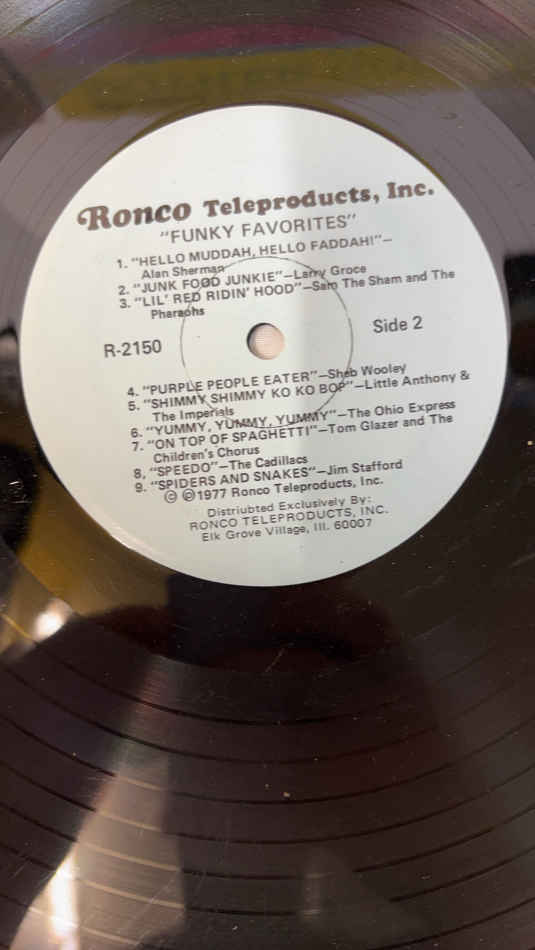 Ronco Teleproducts, Inc.
"FUNKY FAVORITES"
1. "HELLO MUDDAH, HELLO FADDAH!"—
Alan Sherman
2. "JUNK FOOD JUNKIE"—Larry Groce
3. "LIL' RED RIDIN' HOOD"—Sam The Sham and The
Pharaohs
R-2150
Side 2
4. "PURPLE PEOPLE EATER"—Sheb Wooley
5. "SHIMMY SHIMMY KO KO BOP"—Little Anthony &
The Imperials
6. "YUMMY, YUMMY, YUMMY"—The Ohio Express
7. "ON TOP OF SPAGHETTI"—Tom Glazer and The
Children's Chorus
8, "SPEEDO"—The Cadillacs
9. "SPIDERS AND SNAKES"—Jim Stafford
© ℗1977 Ronco Teleproducts, Inc.
Distriubted Exclusively By:
RONCO TELEPRODUCTS, INC.
Elk Grove Village, Ill. 60007